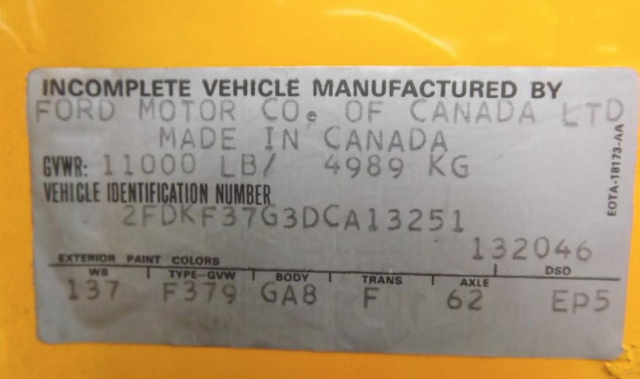 INCOMPLETE VEHICLE MANUFACTURED BY
FORD MOTOR CO. OF CANADA LTD
MADE IN CANADA
GVWR: 11000 LB/ 4989 KG
VEHICLE IDENTIFICATION NUMBER
2FDKF37G3DCA13251
132046
EXTERIOR PAINT COLORS DSO
WB TYPE-GVW BODY TRANS AXLE
137 F379 GA8 F 62 EP5
EOTA-18173-AA